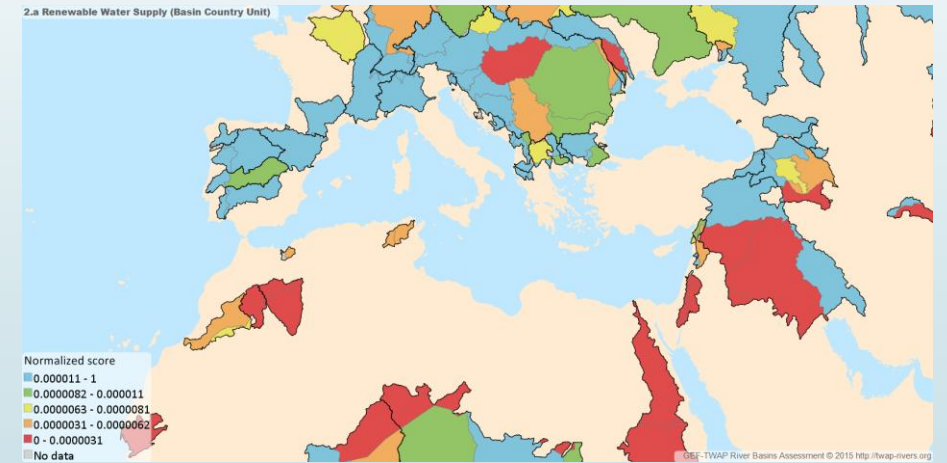 2.a Renewable Water Supply (Basin Country Unit)
Normalized score
0.000011 - 1
0.0000082 - 0.000011
0.0000063 - 0.0000081
0.0000031 - 0.0000062
0 - 0.0000031
No data
GEF-TWAP River Basins Assessment © 2015 http://twap-rivers.org